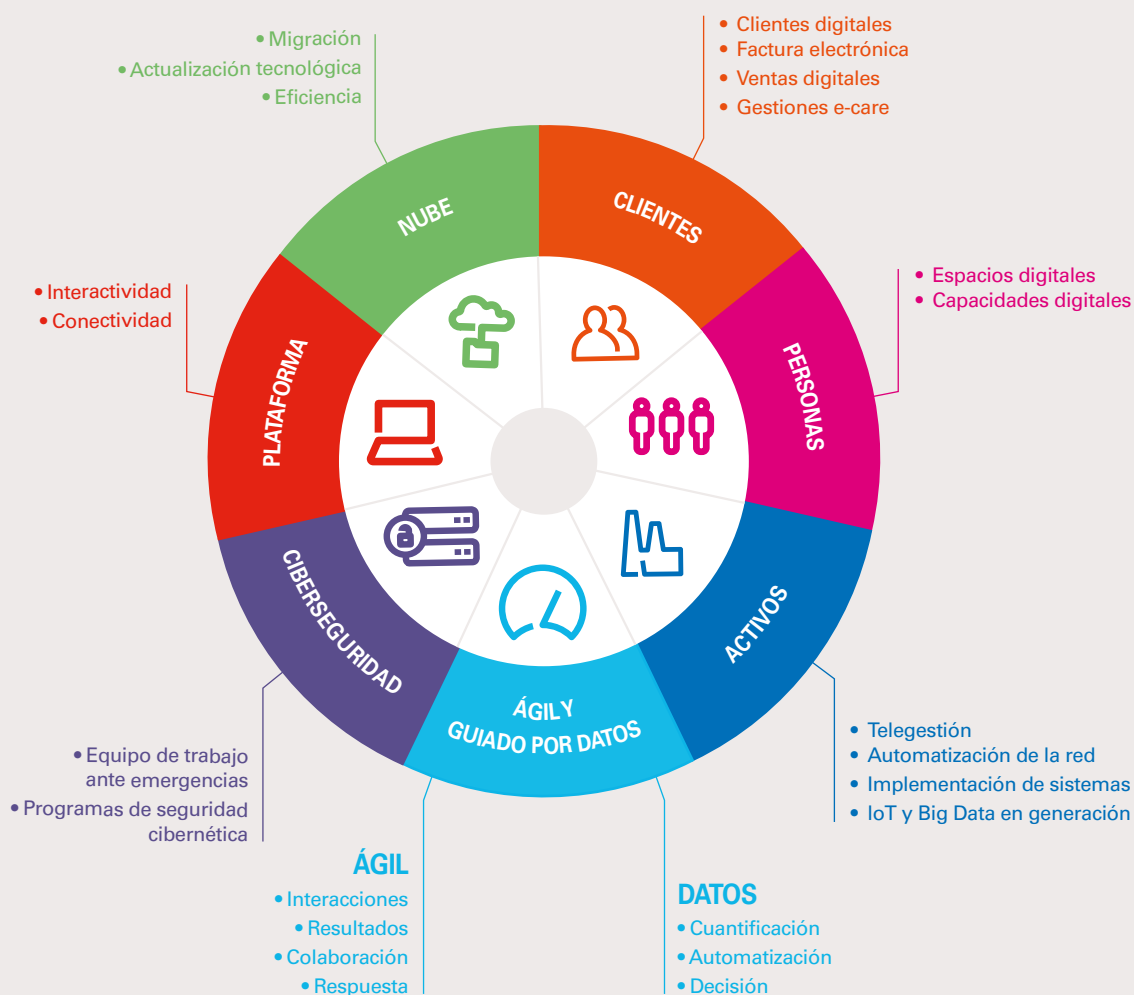 • Migración
• Actualización tecnológica
• Eficiencia
• Clientes digitales
• Factura electrónica
• Ventas digitales
• Gestiones e-care
NUBE
CLIENTES
• Interactividad
• Conectividad
• Espacios digitales
• Capacidades digitales
PLATAFORMA
PERSONAS
CIBERSEGURIDAD
ACTIVOS
ÁGIL Y
GUIADO POR DATOS
• Equipo de trabajo
ante emergencias
• Programas de seguridad
cibernética
• Telegestión
• Automatización de la red
• Implementación de sistemas
• IoT y Big Data en generación
ÁGIL
• Interacciones
• Resultados
• Colaboración
• Respuesta
DATOS
• Cuantificación
• Automatización
• Decisión